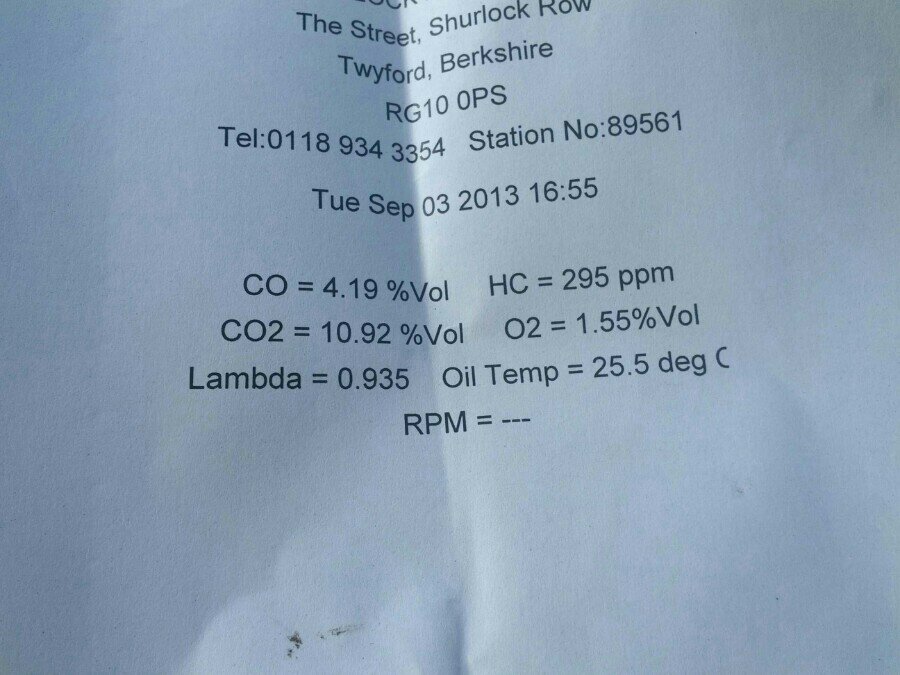 The Street, Shurlock Row
Twyford, Berkshire
RG10 0PS
Tel:0118 934 3354 Station No:89561
Tue Sep 03 2013 16:55
CO = 4.19 %Vol HC = 295 ppm
CO2 = 10.92 %Vol O2 = 1.55%Vol
Lambda = 0.935 Oil Temp = 25.5 deg C
RPM = ---